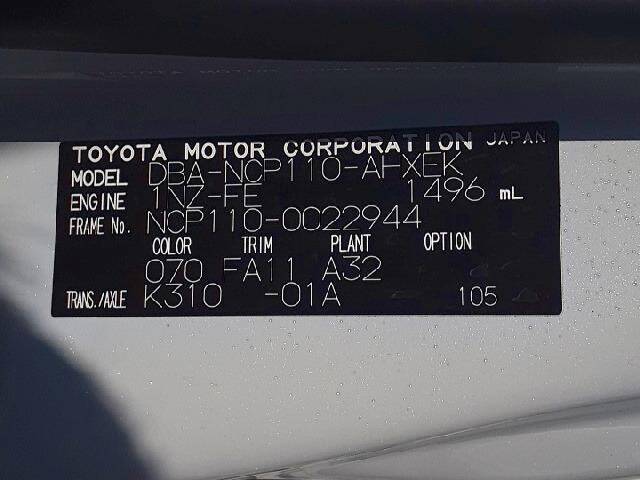 TOYOTA MOTOR CORPORATION JAPAN
MODEL DBA-NCP110-AHXEK
ENGINE 1NZ-FE 1496 mL
FRAME No. NCP110-0022944
COLOR TRIM PLANT OPTION
070 FA11 A32
TRANS./AXLE K310 -01A 105